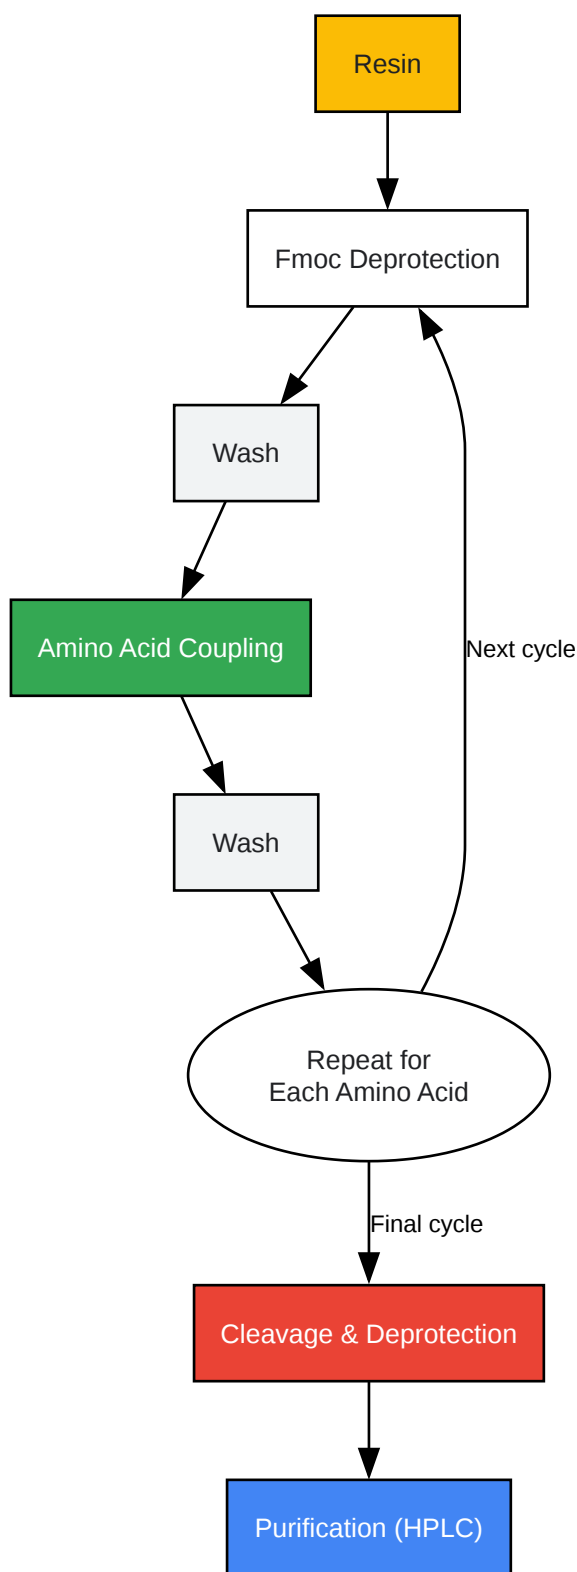 Resin
Fmoc Deprotection
Wash
Amino Acid Coupling
Next cycle
Wash
Repeat for
Each Amino Acid
Final cycle
Cleavage & Deprotection
Purification (HPLC)